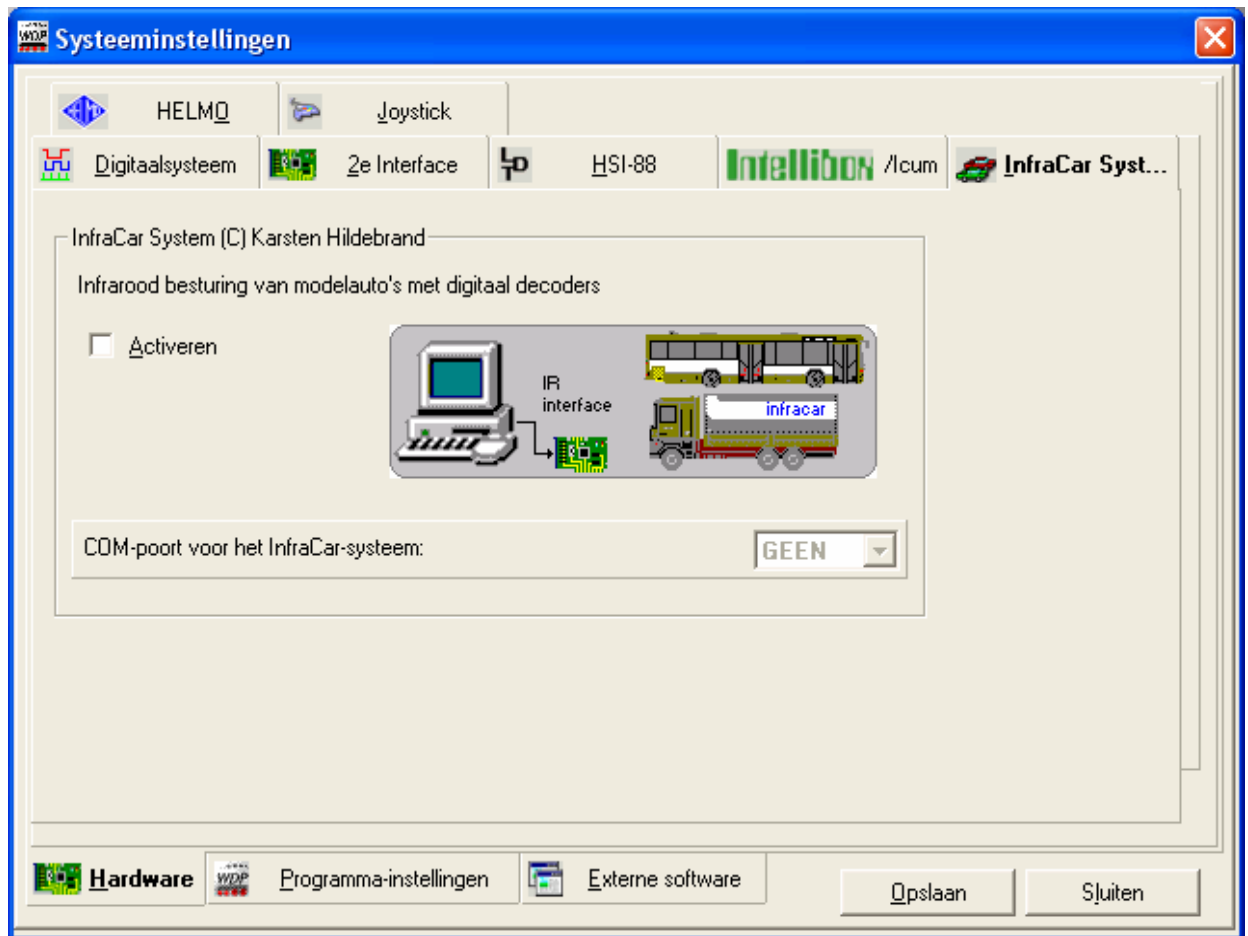 Systeeminstellingen
HELMO
Joystick
Digitaalsysteem
2e Interface
HSI-88
Intellibox /Icum
InfraCar Syst...
InfraCar System (C) Karsten Hildebrand
Infrarood besturing van modelauto's met digitaal decoders
Activeren
IR
interface
infracar
COM-poort voor het InfraCar-systeem:
GEEN
Hardware
WDP
Programma-instellingen
Externe software
Opslaan
Sluiten